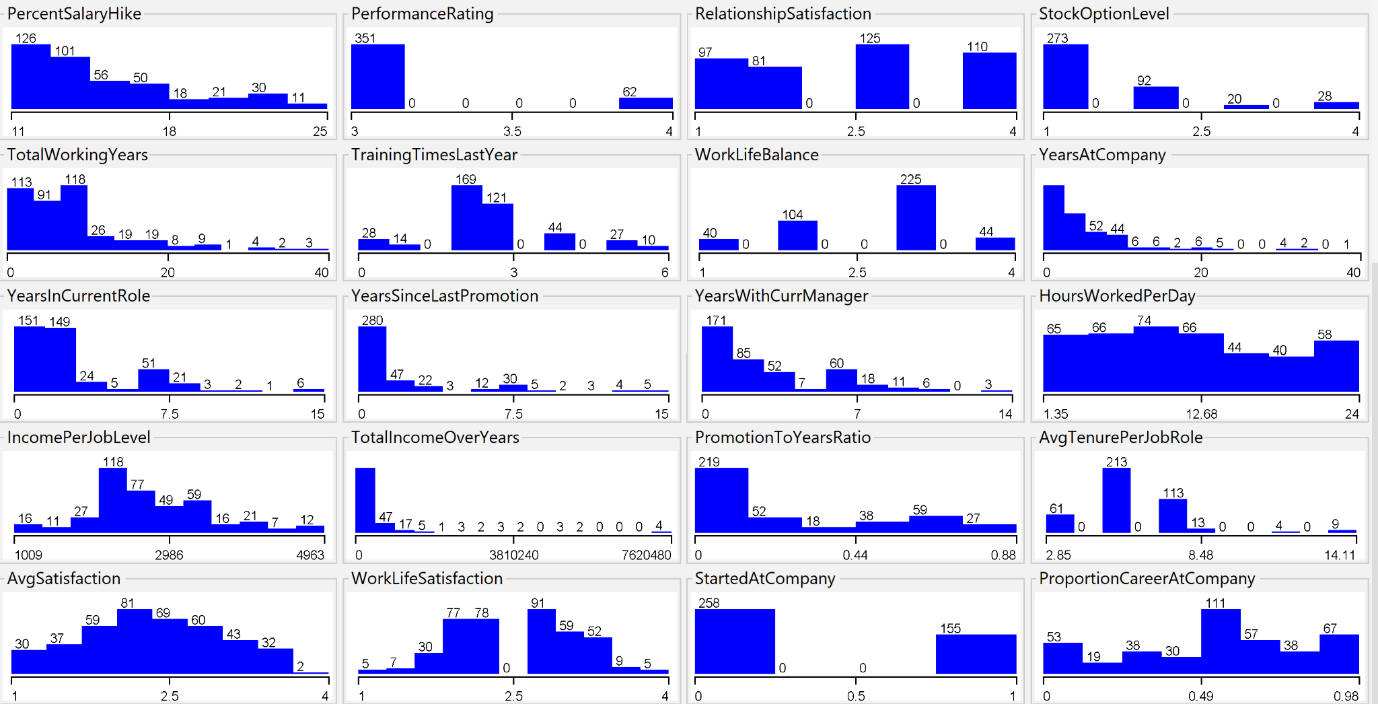 PercentSalaryHike
126 101 56 50 18 21 30 11
11 18 25
PerformanceRating
351 0 0 0 0 62
3 3.5 4
RelationshipSatisfaction
97 81 0 125 0 110
1 2.5 4
StockOptionLevel
273 0 92 0 20 0 28
1 2.5 4
TotalWorkingYears
113 91 118 26 19 19 8 9 1 4 2 3
0 20 40
TrainingTimesLastYear
28 14 0 169 121 0 44 0 27 10
0 3 6
WorkLifeBalance
40 0 104 0 0 225 0 44
1 2.5 4
YearsAtCompany
52 44 6 6 2 6 5 0 0 4 2 0 1
0 20 40
YearsInCurrentRole
151 149 24 5 51 21 3 2 1 6
0 7.5 15
YearsSinceLastPromotion
280 47 22 3 12 30 5 2 3 4 5
0 7.5 15
YearsWithCurrManager
171 85 52 7 60 18 11 6 0 3
0 7 14
HoursWorkedPerDay
65 66 74 66 44 40 58
1.35 12.68 24
IncomePerJobLevel
16 11 27 118 77 49 59 16 21 7 12
1009 2986 4963
TotalIncomeOverYears
47 17 5 1 3 2 3 2 0 3 2 0 0 0 4
0 3810240 7620480
PromotionToYearsRatio
219 52 18 38 59 27
0 0.44 0.88
AvgTenurePerJobRole
61 0 213 0 113 13 0 0 4 0 9
2.85 8.48 14.11
AvgSatisfaction
30 37 59 81 69 60 43 32 2
1 2.5 4
WorkLifeSatisfaction
5 7 30 77 78 0 91 59 52 9 5
1 2.5 4
StartedAtCompany
258 0 0 155
0 0.5 1
ProportionCareerAtCompany
53 19 38 30 111 57 38 67
0 0.49 0.98